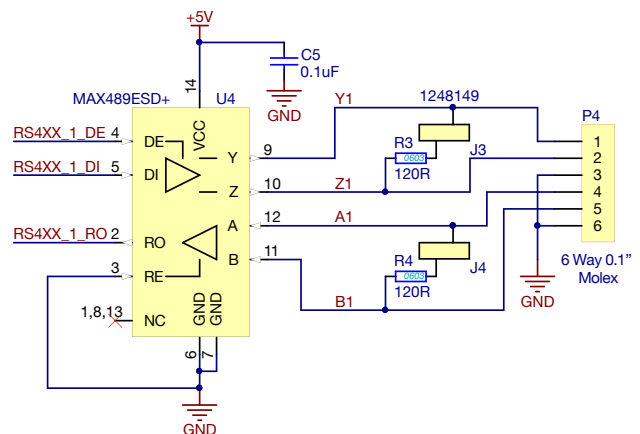 +5V
C5
0.1uF
GND
14
MAX489ESD+
U4
VCC
RS4XX_1_DE 4
DE
RS4XX_1_DI 5
DI
RS4XX_1_RO 2
RO
3
RE
1,8,13
NC
Y
9
Z
10
A
12
B
11
GND
GND
6
7
GND
Y1
1248149
R3
0603
120R
J3
Z1
A1
R4
0603
120R
J4
B1
P4
1
2
3
4
5
6
GND
6 Way 0.1”
Molex